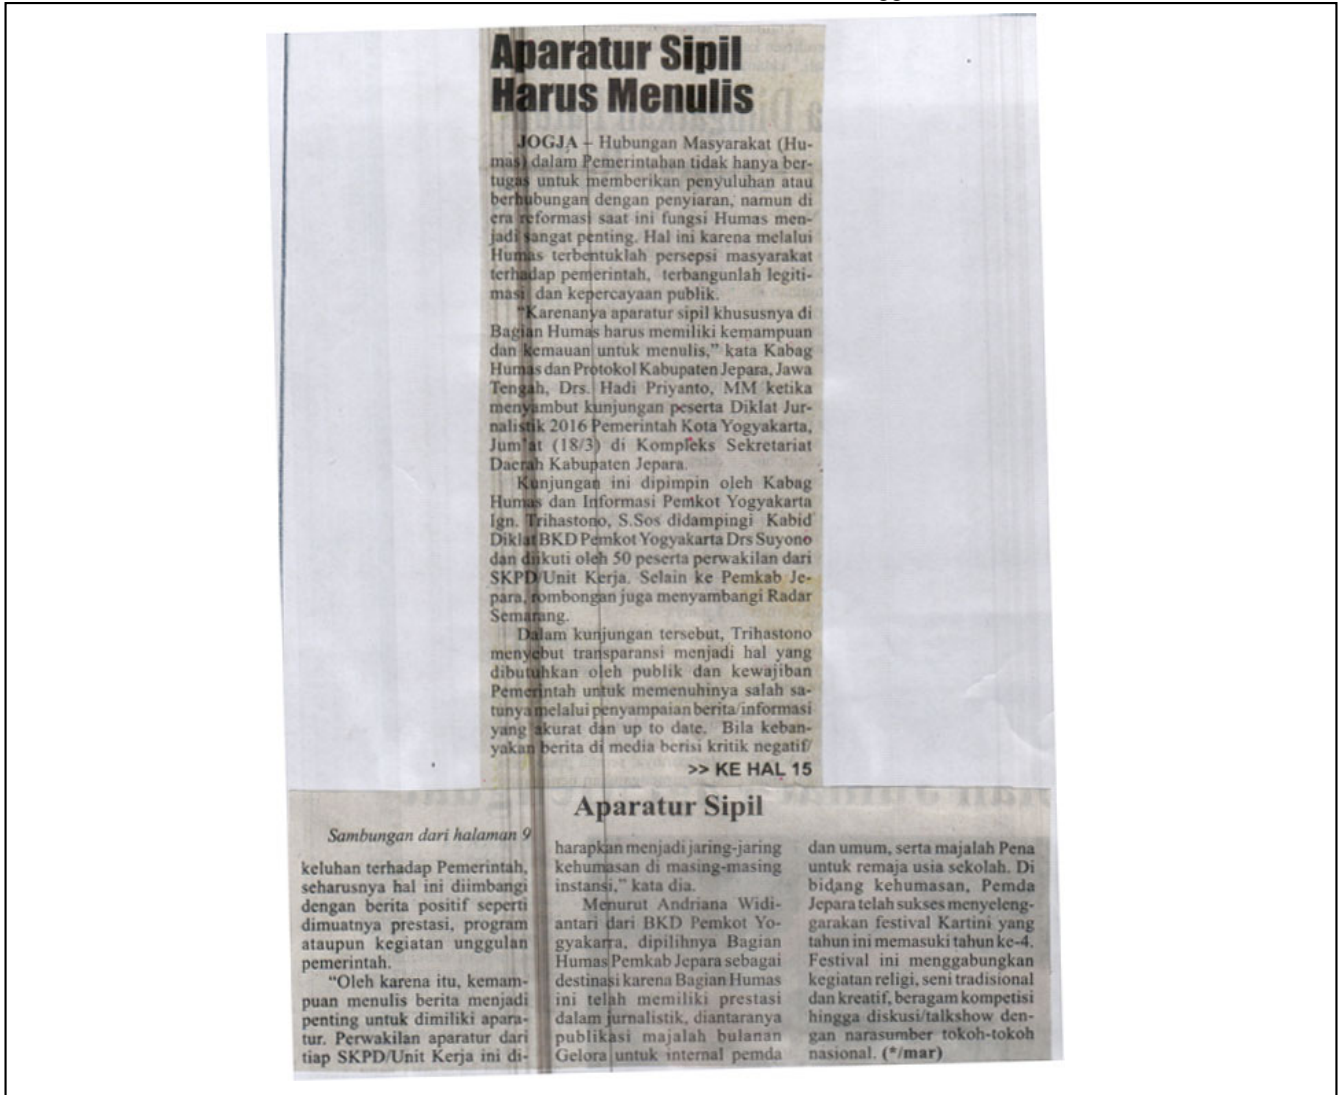 Aparatur Sipil
Harus Menulis
JOGJA – Hubungan Masyarakat (Hu-
mas) dalam Pemerintahan tidak hanya ber-
tugas untuk memberikan penyuluhan atau
berhubungan dengan penyiaran, namun di
era reformasi saat ini fungsi Humas men-
jadi sangat penting. Hal ini karena melalui
Humas terbentuklah persepsi masyarakat
terhadap pemerintah, terbangunlah legiti-
masi dan kepercayaan publik.
“Karenanya aparatur sipil khususnya di
Bagian Humas harus memiliki kemampuan
dan kemauan untuk menulis,” kata Kabag
Humas dan Protokol Kabupaten Jepara, Jawa
Tengah, Drs. Hadi Priyanto, MM ketika
menyambut kunjungan peserta Diklat Jur-
nalistik 2016 Pemerintah Kota Yogyakarta,
Jum’at (18/3) di Kompleks Sekretariat
Daerah Kabupaten Jepara.
Kunjungan ini dipimpin oleh Kabag
Humas dan Informasi Pemkot Yogyakarta
Ign. Trihastono, S.Sos didampingi Kabid
Diklat BKD Pemkot Yogyakarta Drs Suyono
dan diikuti oleh 50 peserta perwakilan dari
SKPD/Unit Kerja. Selain ke Pemkab Je-
para, rombongan juga menyambangi Radar
Semarang.
Dalam kunjungan tersebut, Trihastono
menyebut transparansi menjadi hal yang
dibutuhkan oleh publik dan kewajiban
Pemerintah untuk memenuhinya salah sa-
tunya melalui penyampaian berita/informasi
yang akurat dan up to date. Bila keban-
yakan berita di media berisi kritik negatif/
>> KE HAL 15
Aparatur Sipil
Sambungan dari halaman 9
keluhan terhadap Pemerintah,
seharusnya hal ini diimbangi
dengan berita positif seperti
dimuatnya prestasi, program
ataupun kegiatan unggulan
pemerintah.
“Oleh karena itu, kemam-
puan menulis berita menjadi
penting untuk dimiliki apara-
tur. Perwakilan aparatur dari
tiap SKPD/Unit Kerja ini di-
harapkan menjadi jaring-jaring
kehumasan di masing-masing
instansi,” kata dia.
Menurut Andriana Widi-
antari dari BKD Pemkot Yo-
gyakarra, dipilihnya Bagian
Humas Pemkab Jepara sebagai
destinasi karena Bagian Humas
ini telah memiliki prestasi
dalam jurnalistik, diantaranya
publikasi majalah bulanan
Gelora untuk internal pemda
dan umum, serta majalah Pena
untuk remaja usia sekolah. Di
bidang kehumasan, Pemda
Jepara telah sukses menyeleng-
garakan festival Kartini yang
tahun ini memasuki tahun ke-4.
Festival ini menggabungkan
kegiatan religi, seni tradisional
dan kreatif, beragam kompetisi
hingga diskusi/talkshow den-
gan narasumber tokoh-tokoh
nasional. (*/mar)